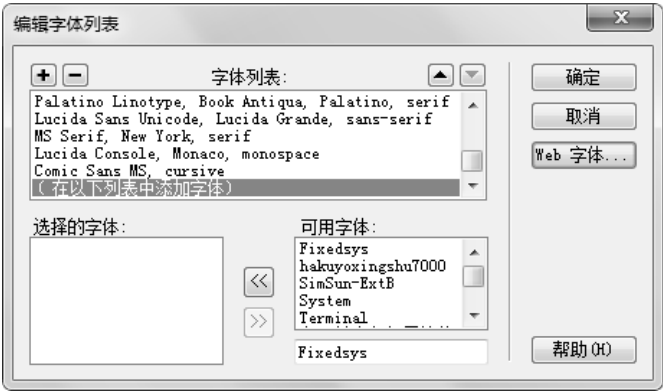 编辑字体列表
字体列表:
Palatino Linotype, Book Antiqua, Palatino, serif
Lucida Sans Unicode, Lucida Grande, sans-serif
MS Serif, New York, serif
Lucida Console, Monaco, monospace
Comic Sans MS, cursive
(在以下列表中添加字体)
确定
取消
Web 字体...
选择的字体:
可用字体:
Fixedsys
hakuyoxingshu7000
SimSun-ExtB
System
Terminal
<<
>>
Fixedsys
帮助(H)